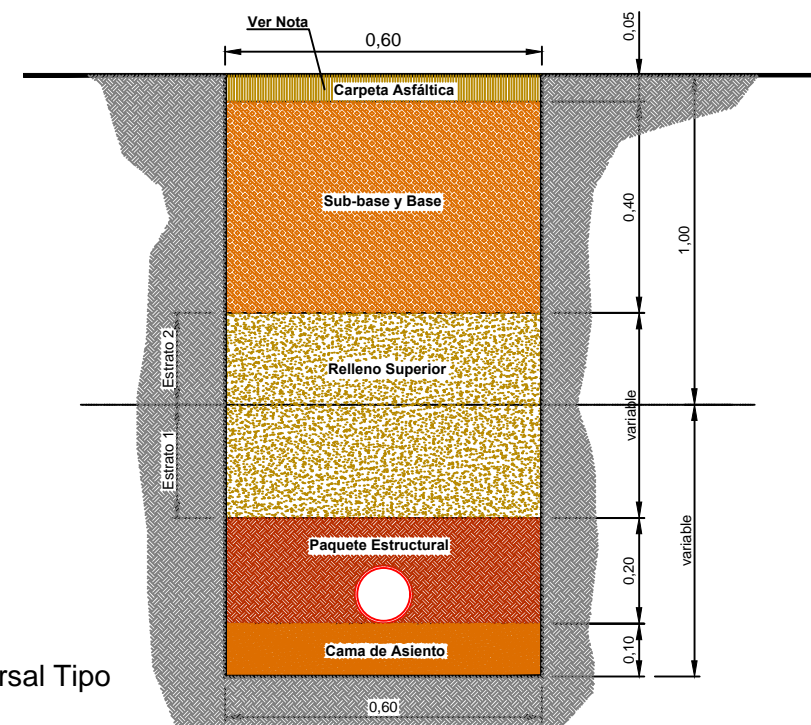 Ver Nota
0,60
0,05
Carpeta Asfáltica
Sub-base y Base
0,40
1,00
Estrato 2
Relleno Superior
variable
Estrato 1
Paquete Estructural
0,20
variable
Cama de Asiento
0,10
rsal Tipo
0,60